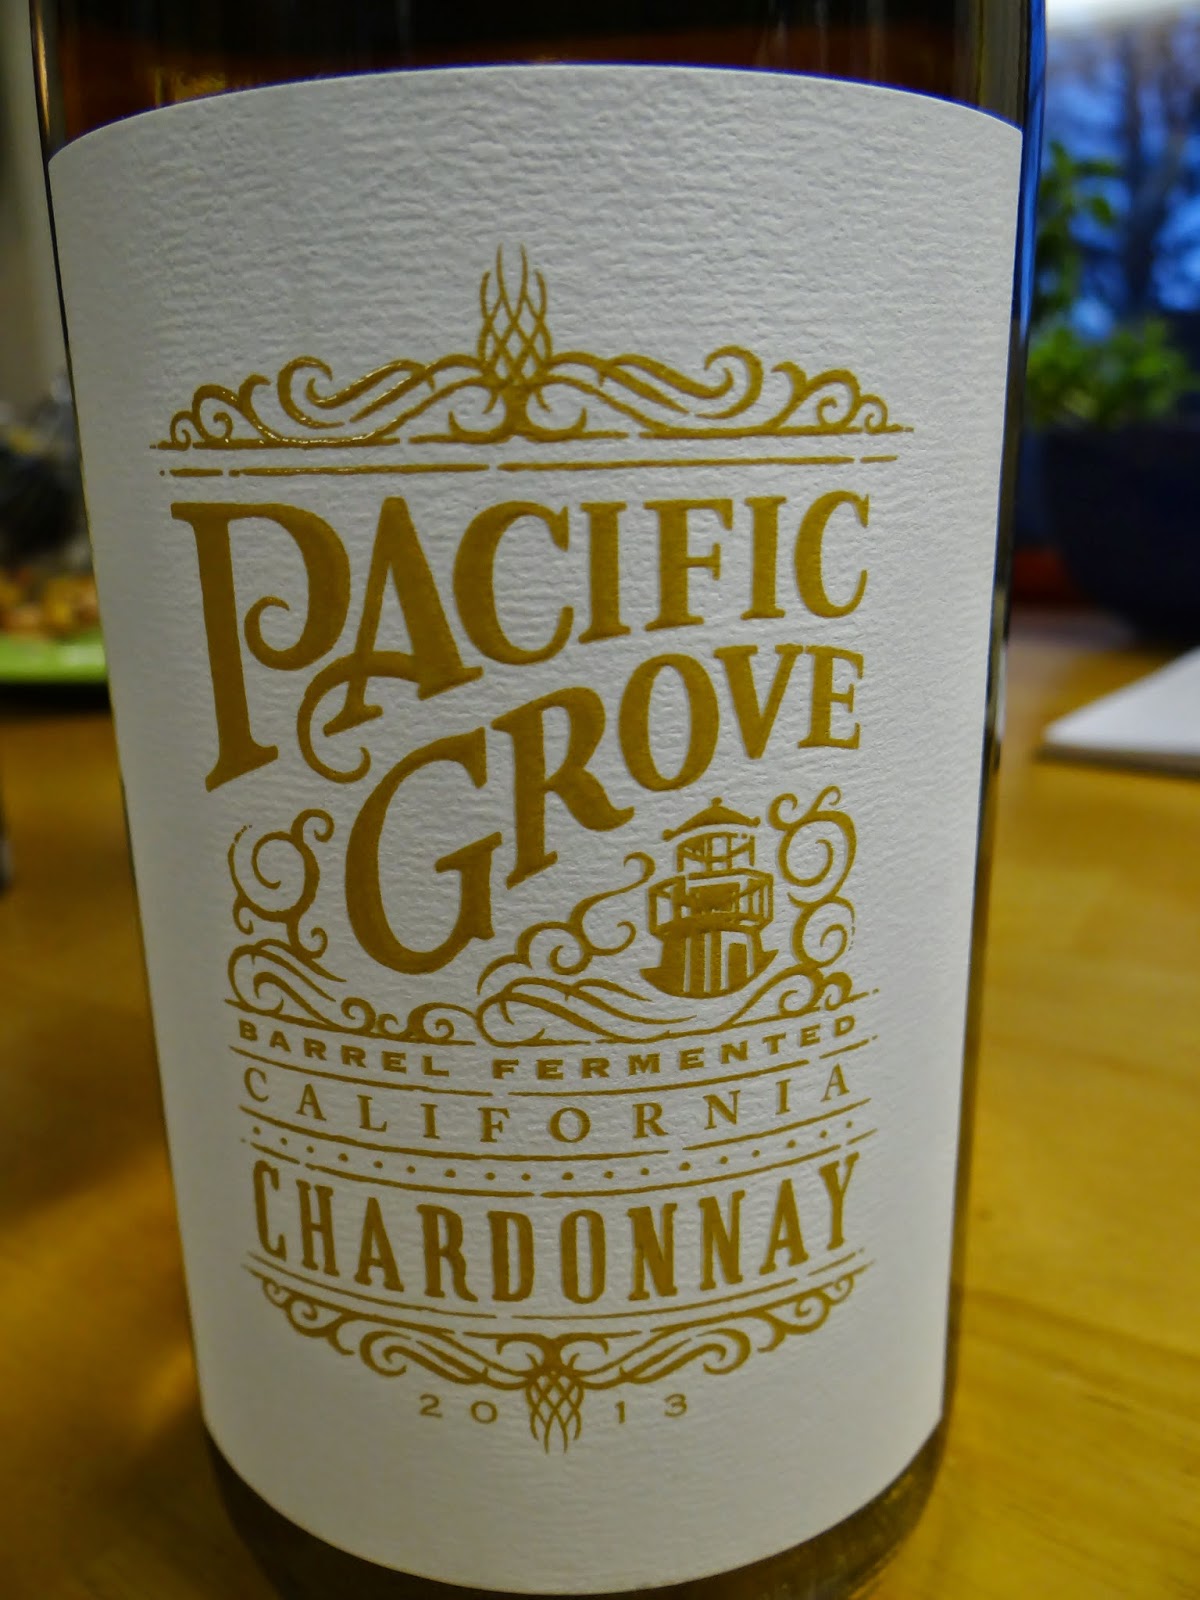 PACIFIC
GROVE
BARREL FERMENTED
CALIFORNIA
CHARDONNAY
2013